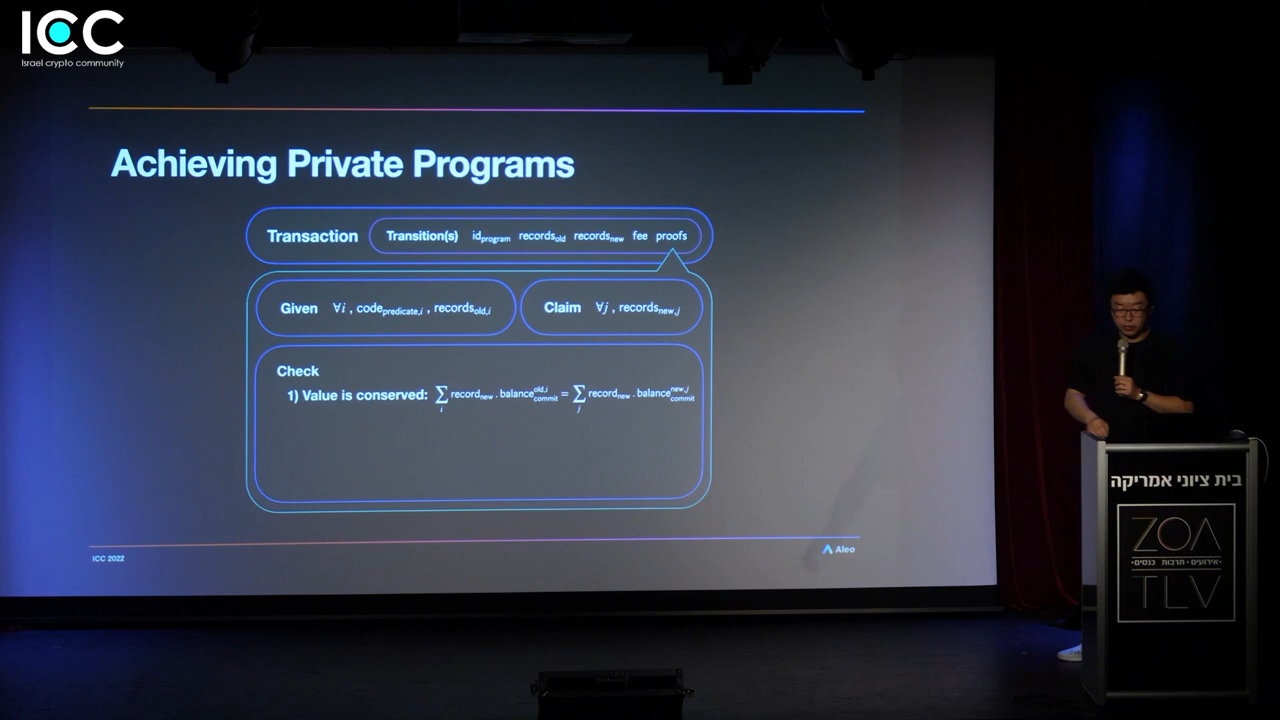 ICC
Israel crypto community
Achieving Private Programs
Transaction Transition(s) id_program records_old records_new fee proofs
Given ∀i , code_predicate,i , records_old,i Claim ∀j , records_new,j
Check
1) Value is conserved: ∑_i record_new . balance_commit^old,i = ∑_j record_new . balance_commit^new,j
ICC 2022
Aleo
בית ציוני אמריקה
ZOA
•אירועים • תרבות כנסים•
TLV